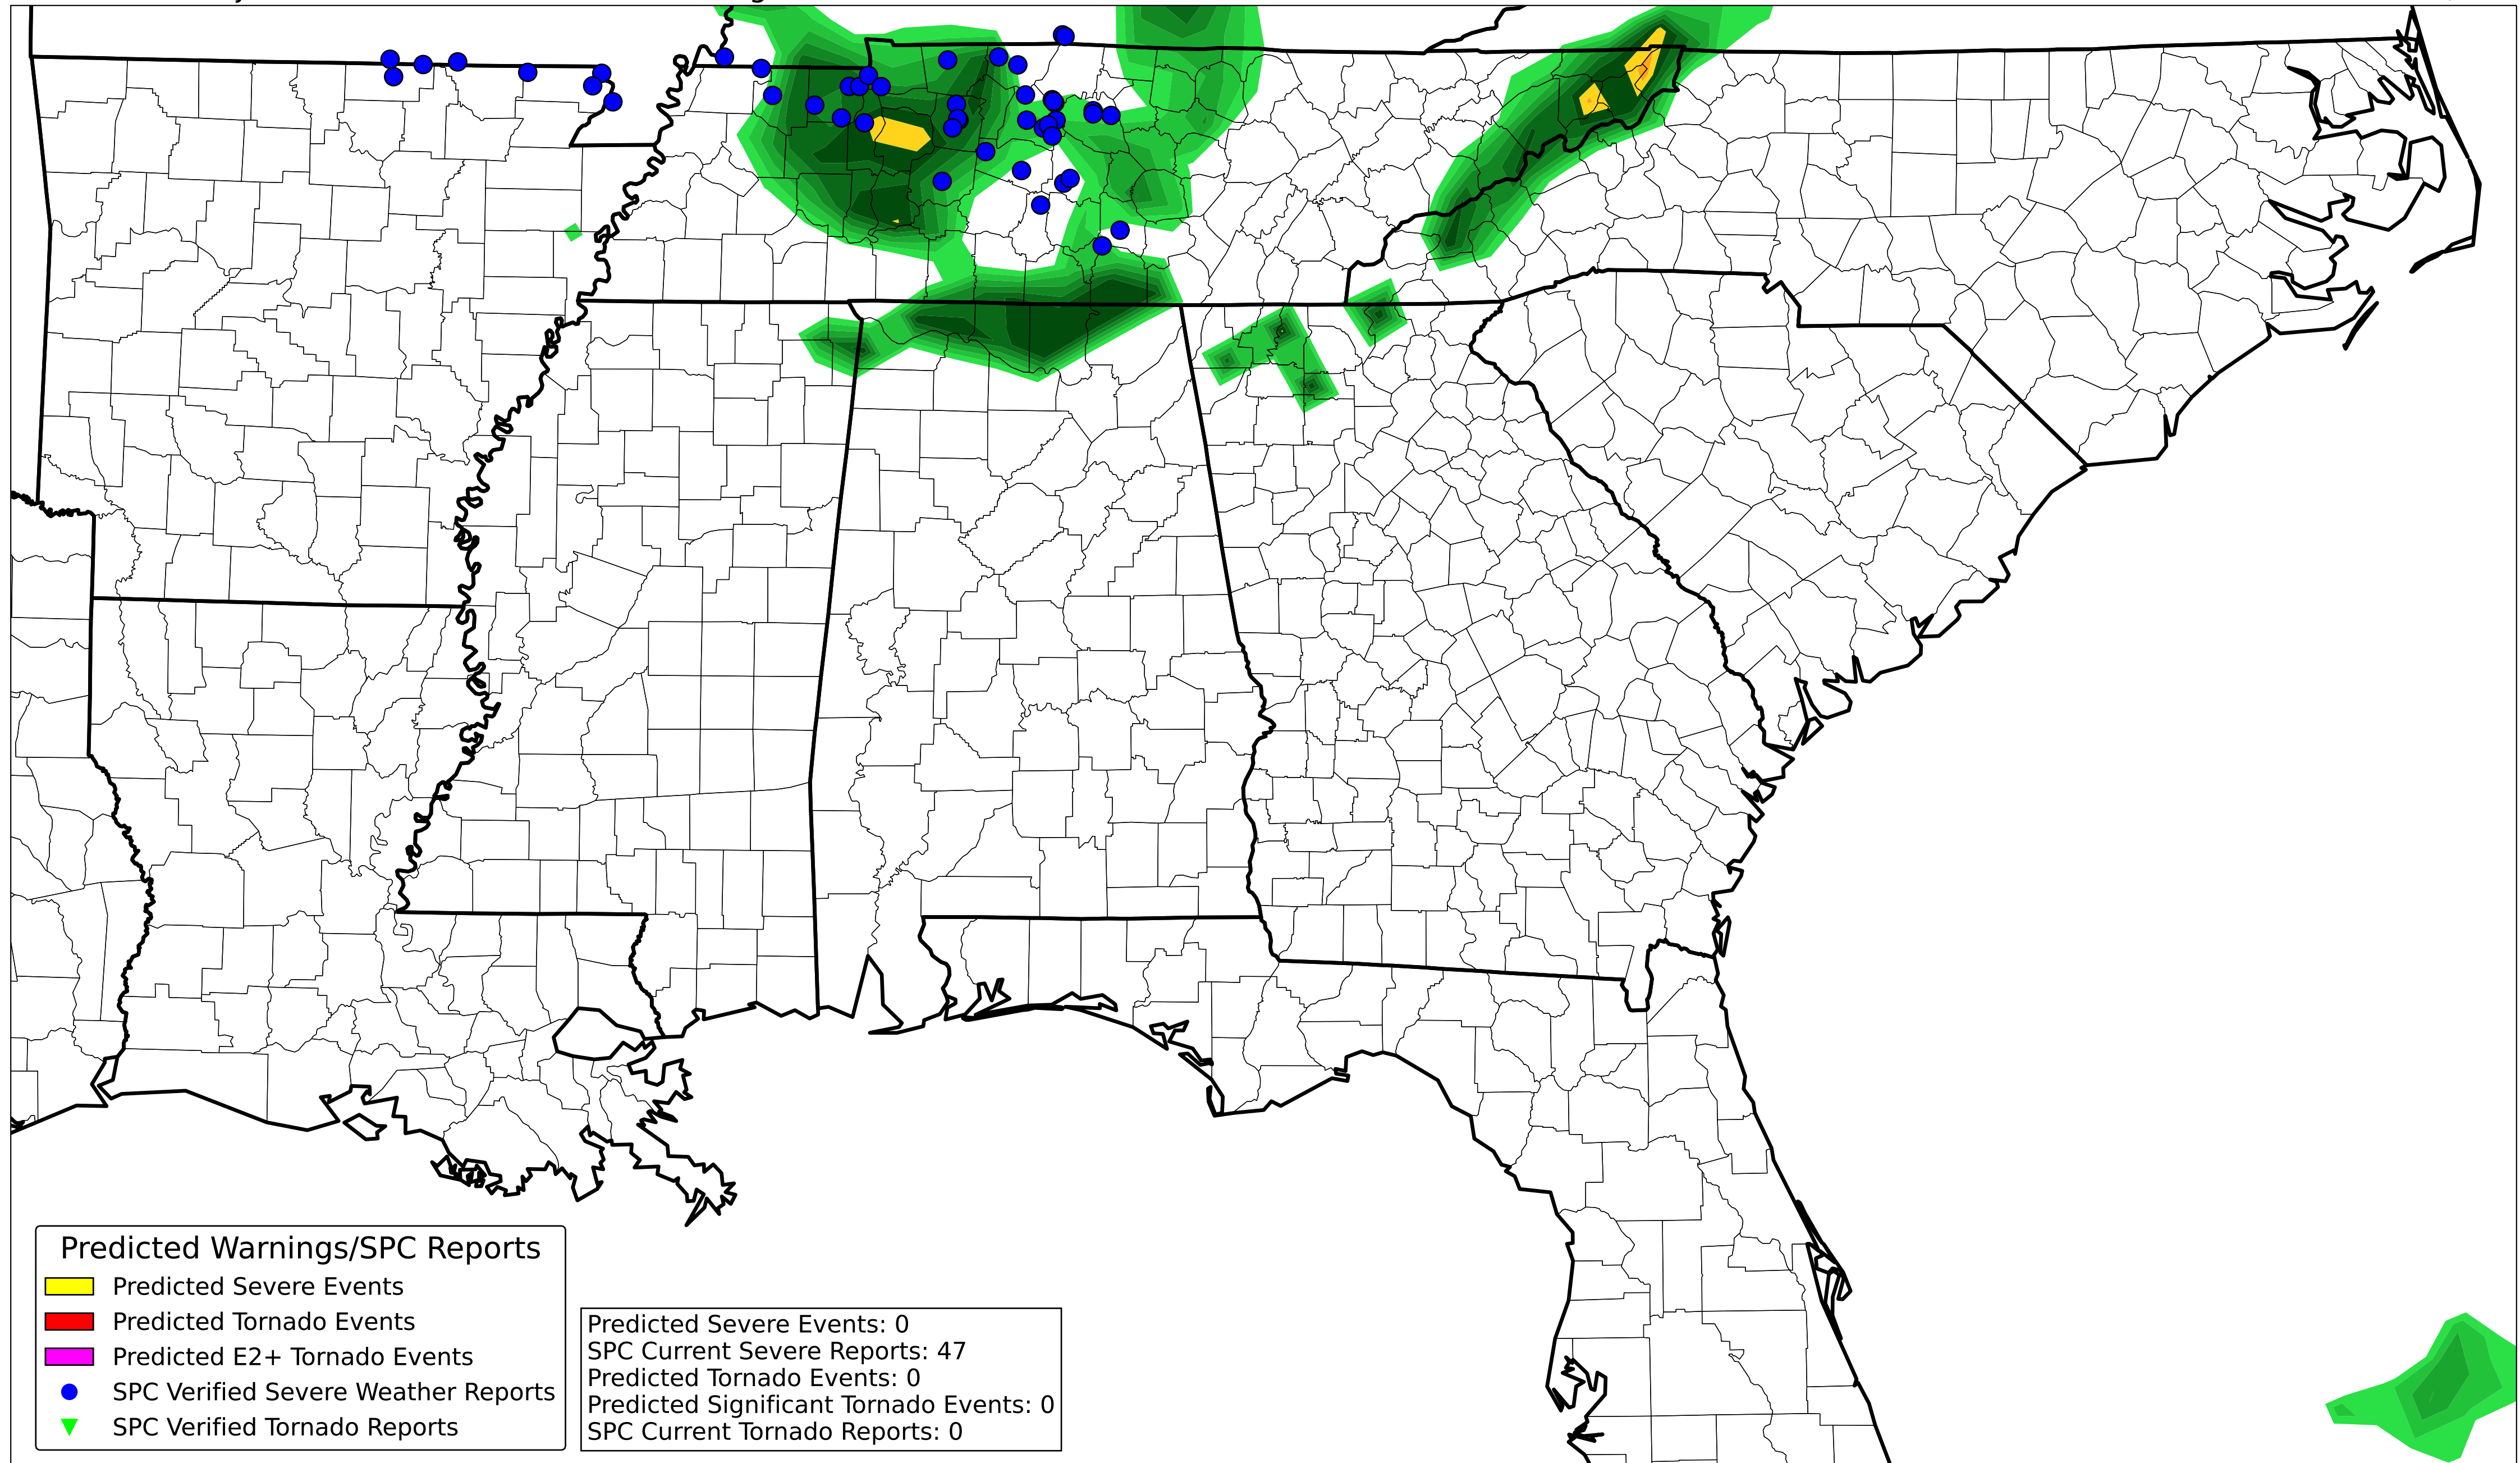 Predicted Warnings/SPC Reports
Predicted Severe Events
Predicted Tornado Events
Predicted E2+ Tornado Events
SPC Verified Severe Weather Reports
SPC Verified Tornado Reports
Predicted Severe Events: 0
SPC Current Severe Reports: 47
Predicted Tornado Events: 0
Predicted Significant Tornado Events: 0
SPC Current Tornado Reports: 0